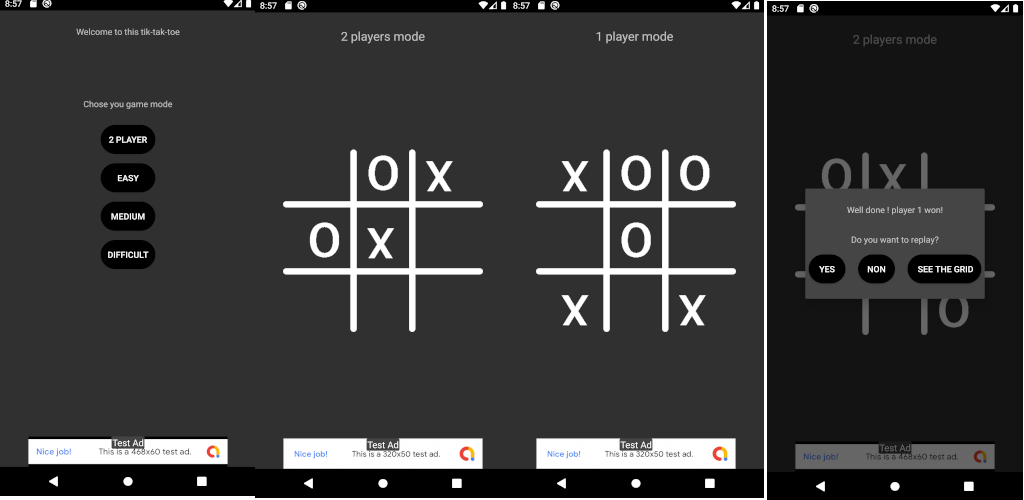 8:57
Welcome to this tik-tak-toe
Chose you game mode
2 PLAYER
EASY
MEDIUM
DIFFICULT
Test Ad
Nice job! This is a 468x60 test ad.
8:57
2 players mode
O X
O X
Test Ad
Nice job! This is a 320x50 test ad.
8:57
1 player mode
X O O
O
X X
Test Ad
Nice job! This is a 320x50 test ad.
8:57
2 players mode
O X
Well done ! player 1 won!
Do you want to replay?
YES NON SEE THE GRID
O
Test Ad
Nice job! This is a 468x60 test ad.